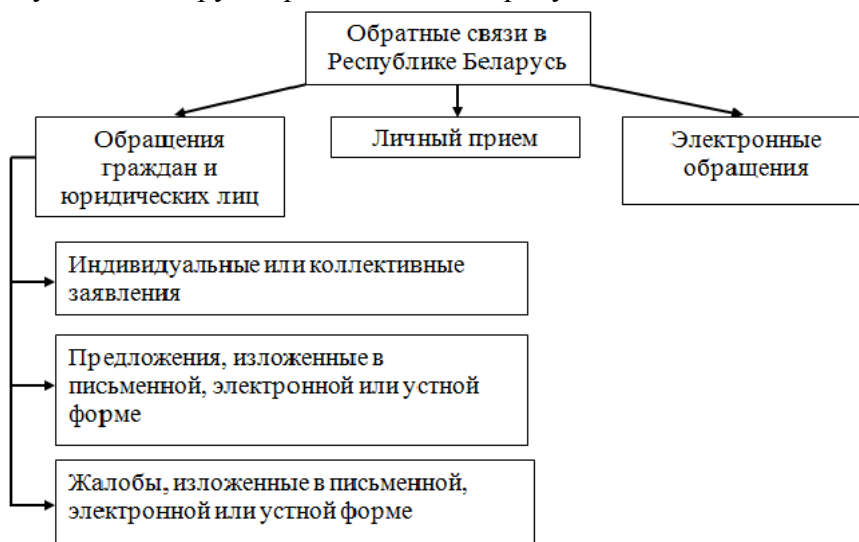 Обратные связи в
Республике Беларусь
Обращения
граждан и
юридических лиц
Личный прием
Электронные
обращения
Индивидуальные или коллективные
заявления
Предложения, изложенные в
письменной, электронной или устной
форме
Жалобы, изложенные в письменной,
электронной или устной форме